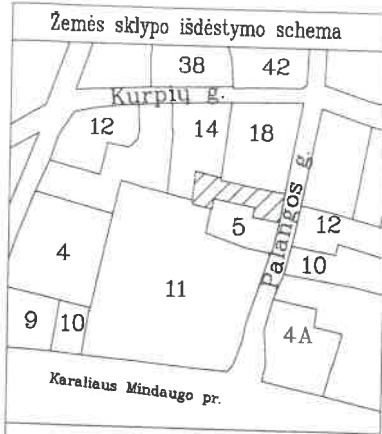 Žemės sklypo išdėstymo schema
38
42
Kurpių g.
12
14
18
Palangos g.
5
12
4
10
11
9
10
4A
Karaliaus Mindaugo pr.